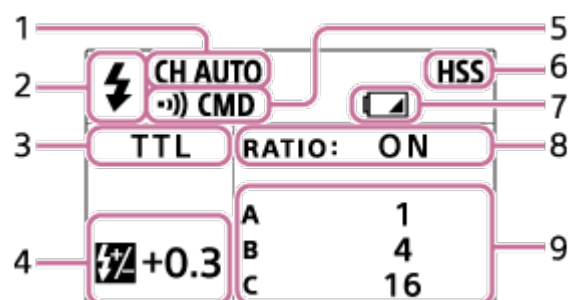 1
5
CH AUTO
HSS
6
2
CMD
7
3
TTL
RATIO: ON
8
A 1
4
+0.3
B 4
9
C 16